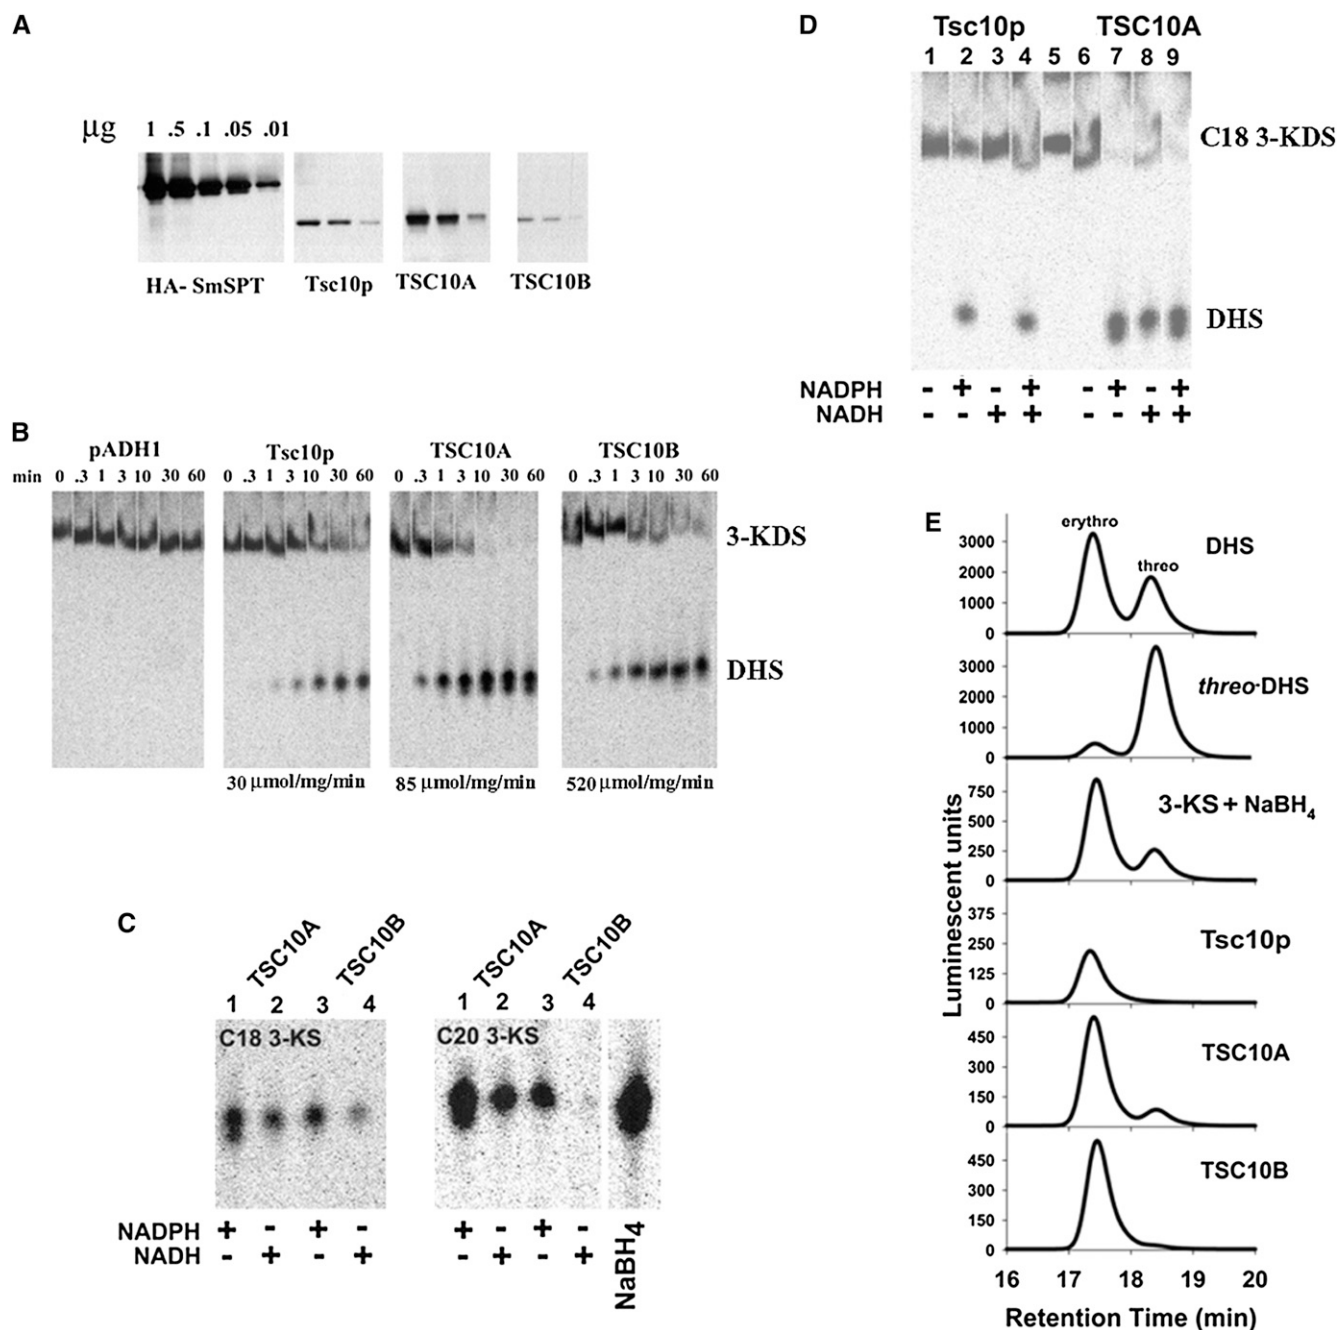 A
µg 1 .5 .1 .05 .01
HA- SmSPT Tsc10p TSC10A TSC10B
B
pADH1 Tsc10p TSC10A TSC10B
min 0 .3 1 3 10 30 60 0 .3 1 3 10 30 60 0 .3 1 3 10 30 60 0 .3 1 3 10 30 60
3-KDS
DHS
30 µmol/mg/min 85 µmol/mg/min 520 µmol/mg/min
C
TSC10A TSC10B TSC10A TSC10B
1 2 3 4 1 2 3 4
C18 3-KS C20 3-KS
NADPH + - + - + - + -
NADH - + - + - + - +
NaBH4
D
Tsc10p TSC10A
1 2 3 4 5 6 7 8 9
C18 3-KDS
DHS
NADPH - + - + - + - +
NADH - - + + - - + +
E
erythro
threo
DHS
3000
2000
1000
0
threo-DHS
3000
2000
1000
0
3-KS + NaBH4
750
500
250
0
Tsc10p
375
250
125
0
TSC10A
450
300
150
0
TSC10B
450
300
150
0
Luminescent units
16 17 18 19 20
Retention Time (min)